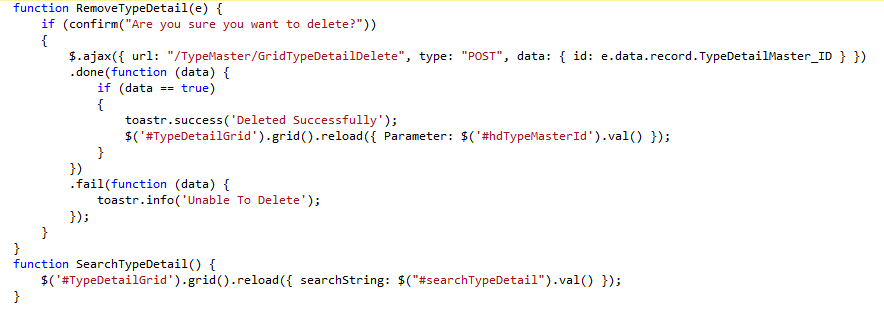 function RemoveTypeDetail(e) {
    if (confirm("Are you sure you want to delete?"))
    {
        $.ajax({ url: "/TypeMaster/GridTypeDetailDelete", type: "POST", data: { id: e.data.record.TypeDetailMaster_ID } })
        .done(function (data) {
            if (data == true)
            {
                toastr.success('Deleted Successfully');
                $('#TypeDetailGrid').grid().reload({ Parameter: $('#hdTypeMasterId').val() });
            }
        })
        .fail(function (data) {
            toastr.info('Unable To Delete');
        });
    }
}
function SearchTypeDetail() {
    $('#TypeDetailGrid').grid().reload({ searchString: $("#searchTypeDetail").val() });
}